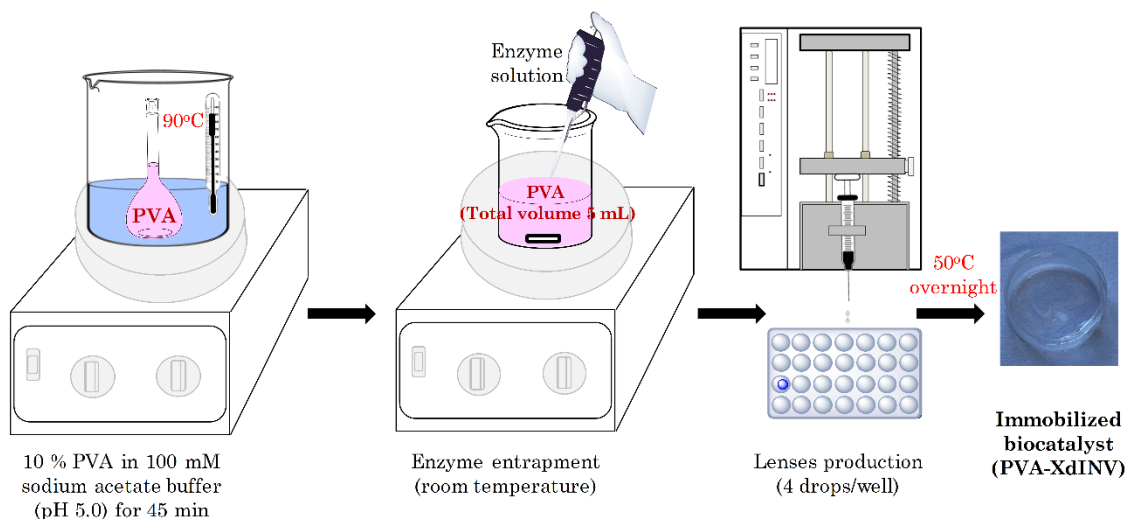 90ºC
PVA
10 % PVA in 100 mM
sodium acetate buffer
(pH 5.0) for 45 min
Enzyme
solution
PVA
(Total volume 5 mL)
Enzyme entrapment
(room temperature)
Lenses production
(4 drops/well)
50ºC
overnight
Immobilized
biocatalyst
(PVA-XdINV)